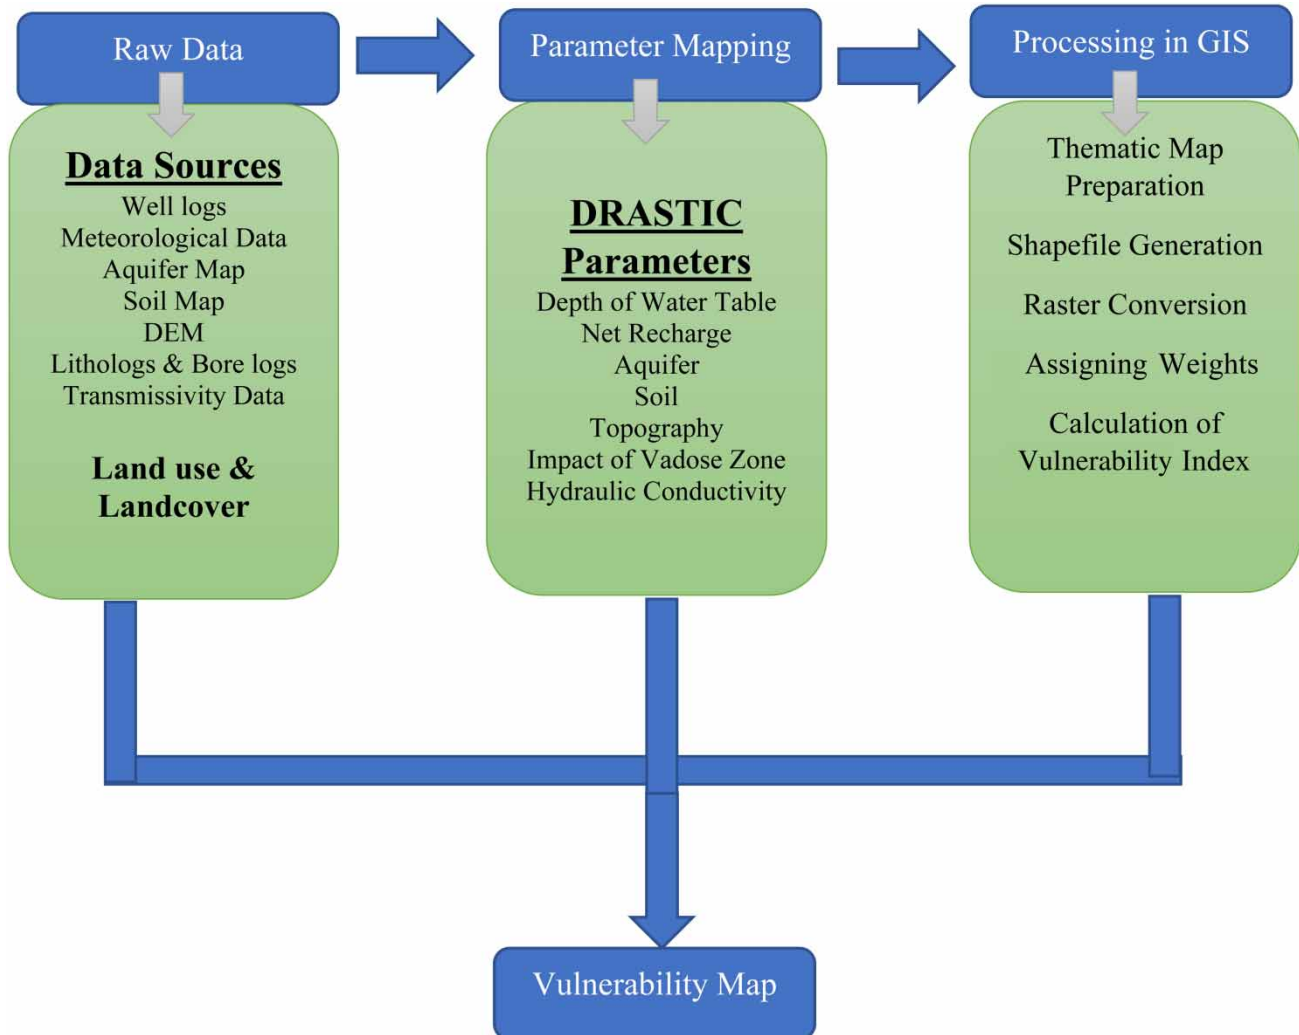 Raw Data
Parameter Mapping
Processing in GIS
Data Sources
Well logs
Meteorological Data
Aquifer Map
Soil Map
DEM
Lithologs & Bore logs
Transmissivity Data
Land use &
Landcover
DRASTIC
Parameters
Depth of Water Table
Net Recharge
Aquifer
Soil
Topography
Impact of Vadose Zone
Hydraulic Conductivity
Thematic Map
Preparation
Shapefile Generation
Raster Conversion
Assigning Weights
Calculation of
Vulnerability Index
Vulnerability Map